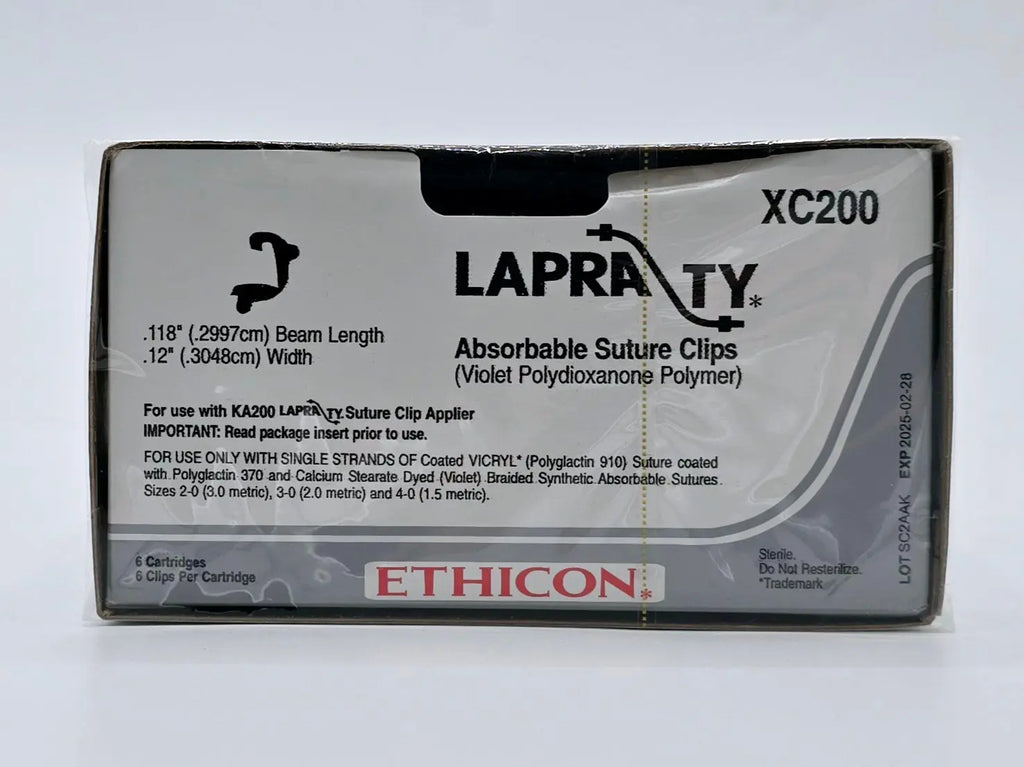 XC200
LAPRA TY*
.118" (.2997cm) Beam Length
.12" (.3048cm) Width
Absorbable Suture Clips
(Violet Polydioxanone Polymer)
For use with KA200 LAPRA TY Suture Clip Applier
IMPORTANT: Read package insert prior to use.
FOR USE ONLY WITH SINGLE STRANDS OF Coated VICRYL* (Polyglactin 910) Suture coated
with Polyglactin 370 and Calcium Stearate Dyed (Violet) Braided Synthetic Absorbable Sutures.
Sizes 2-0 (3.0 metric), 3-0 (2.0 metric) and 4-0 (1.5 metric).
6 Cartridges
6 Clips Per Cartridge
ETHICON*
Sterile.
Do Not Resterilize.
*Trademark
LOT SC2AAK EXP 2025-02-28